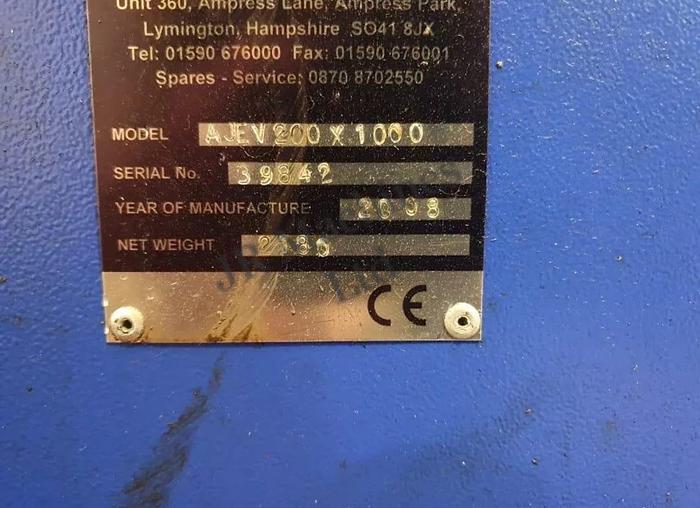 Unit 360, Ampress Lane, Ampress Park,
Lymington, Hampshire SO41 8JX
Tel: 01590 676000 Fax: 01590 676001
Spares - Service: 0870 8702550
MODEL AJEV200X1000
SERIAL No. 39842
YEAR OF MANUFACTURE 2008
NET WEIGHT
CE